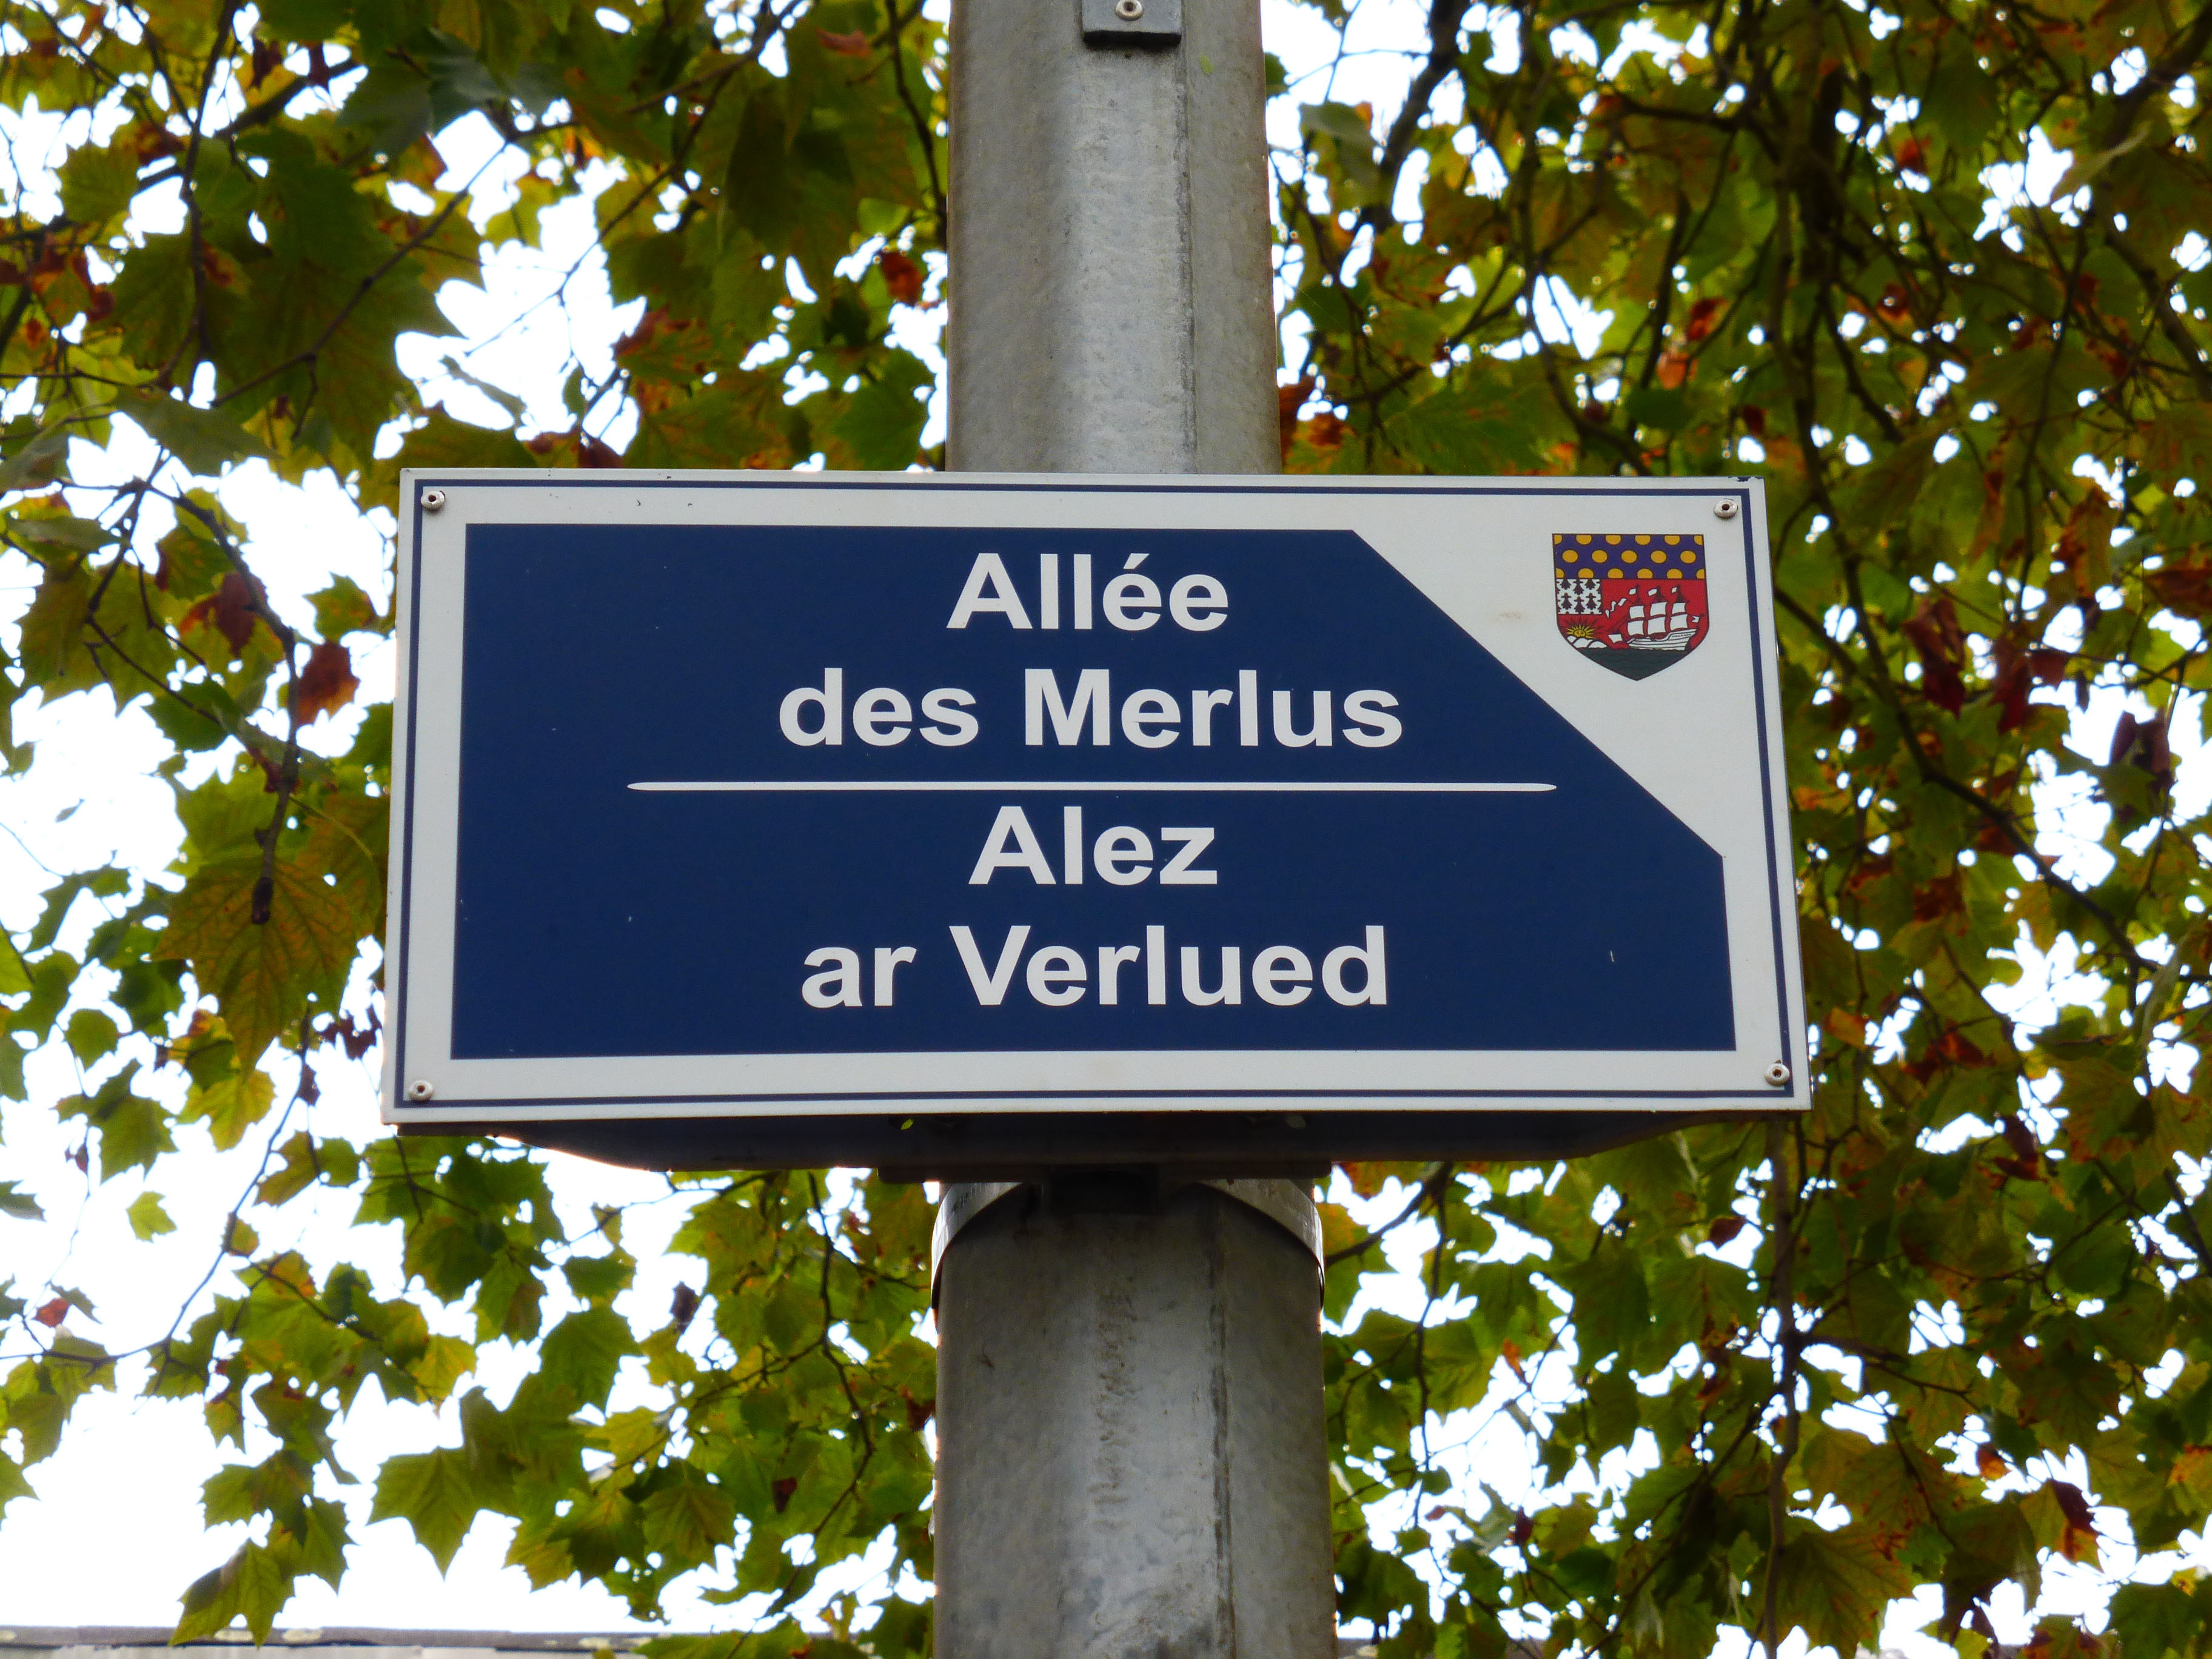 Allée
des Merlus
Alez
ar Verlued